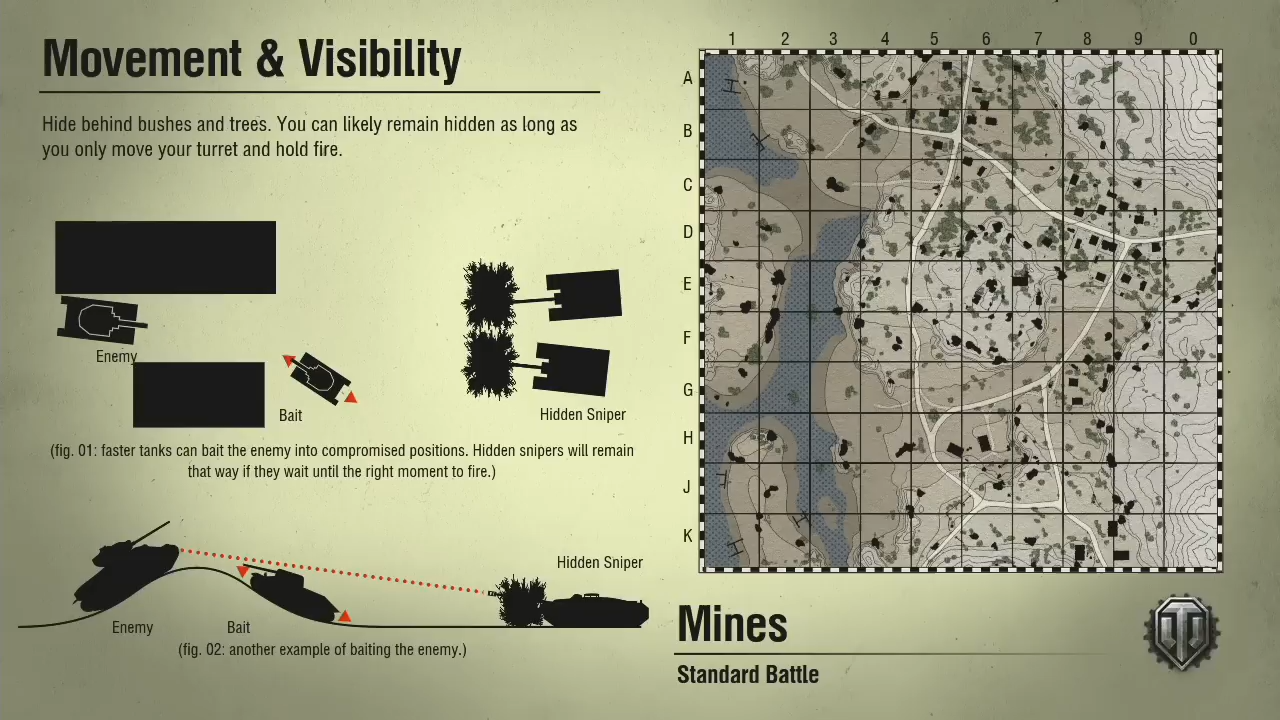 Movement & Visibility
Hide behind bushes and trees. You can likely remain hidden as long as
you only move your turret and hold fire.
Enemy
Bait
Hidden Sniper
(fig. 01: faster tanks can bait the enemy into compromised positions. Hidden snipers will remain
that way if they wait until the right moment to fire.)
Hidden Sniper
Enemy
Bait
(fig. 02: another example of baiting the enemy.)
1 2 3 4 5 6 7 8 9 0
A
B
C
D
E
F
G
H
J
K
Mines
Standard Battle